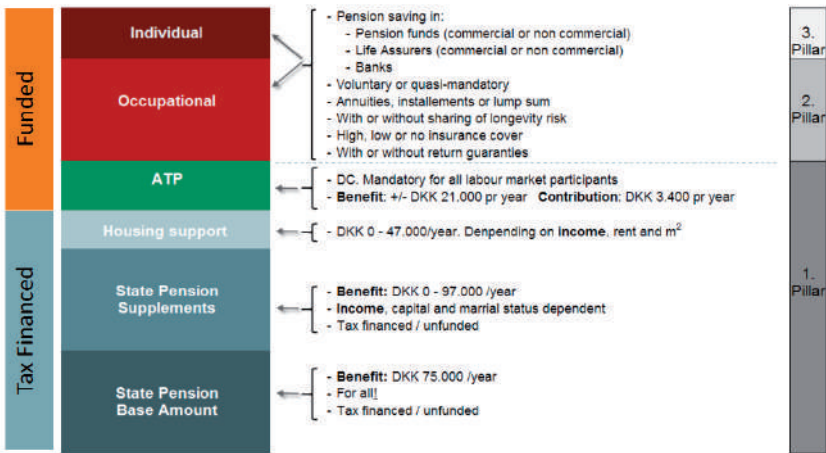 Funded
Tax Financed
Individual
Occupational
ATP
Housing support
State Pension
Supplements
State Pension
Base Amount
- Pension saving in:
- Pension funds (commercial or non commercial)
- Life Assurers (commercial or non commercial)
- Banks
- Voluntary or quasi-mandatory
- Annuities, installements or lump sum
- With or without sharing of longevity risk
- High, low or no insurance cover
- With or without return guaranties
- DC. Mandatory for all labour market participants
- Benefit: +/- DKK 21.000 pr year Contribution: DKK 3.400 pr year
- DKK 0 - 47.000/year. Denpending on income, rent and m²
- Benefit: DKK 0 - 97.000 /year
- Income, capital and marrial status dependent
- Tax financed / unfunded
- Benefit: DKK 75.000 /year
- For all!
- Tax financed / unfunded
3.
Pillar
2.
Pillar
1.
Pillar